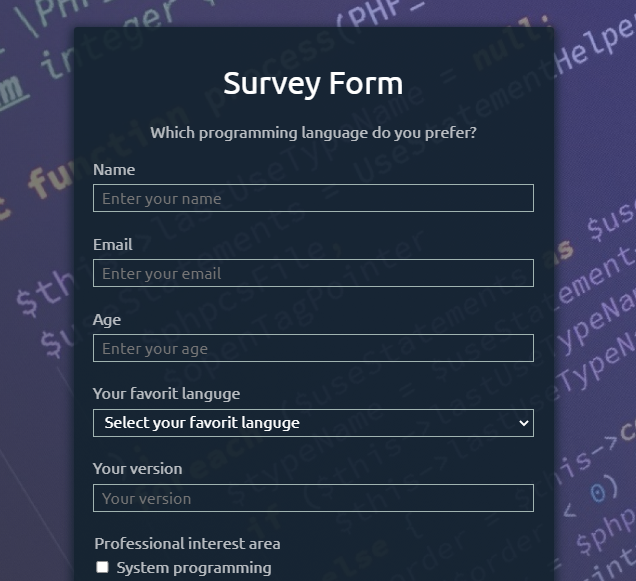 Survey Form
Which programming language do you prefer?
Name
Enter your name
Email
Enter your email
Age
Enter your age
Your favorit languge
Select your favorit languge
Your version
Your version
Professional interest area
System programming